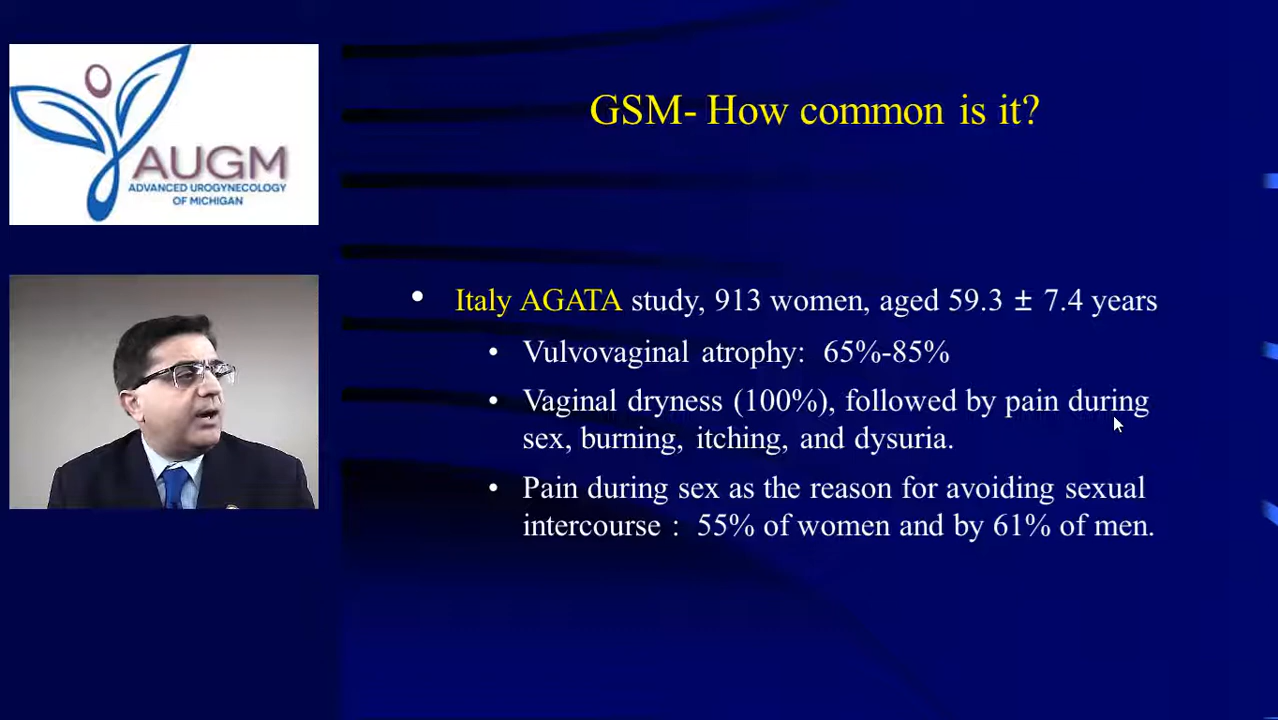 AUGM
ADVANCED UROGYNECOLOGY
OF MICHIGAN
GSM- How common is it?
• Italy AGATA study, 913 women, aged 59.3 ± 7.4 years
• Vulvovaginal atrophy: 65%-85%
• Vaginal dryness (100%), followed by pain during
sex, burning, itching, and dysuria.
• Pain during sex as the reason for avoiding sexual
intercourse : 55% of women and by 61% of men.